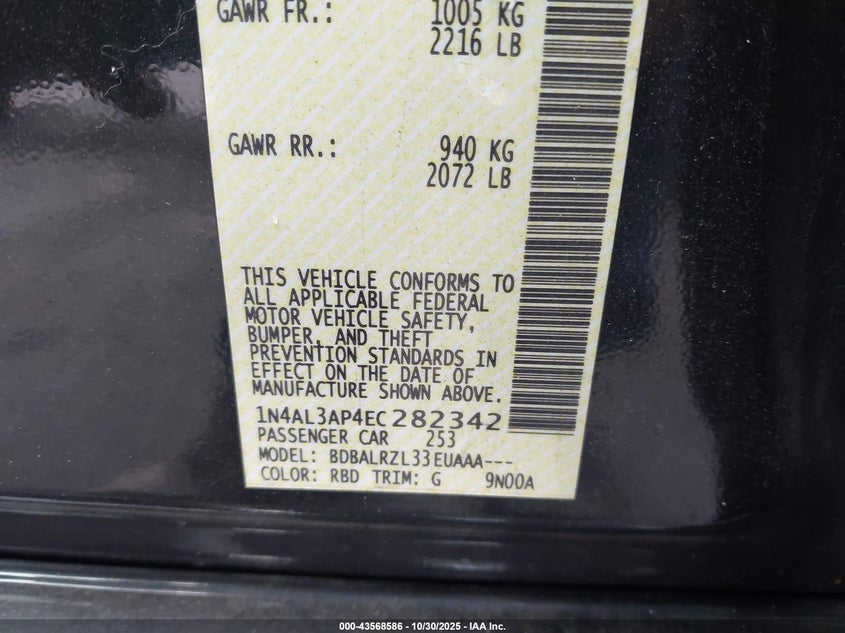 GAWR FR.: 1005 KG
2216 LB
GAWR RR.: 940 KG
2072 LB
THIS VEHICLE CONFORMS TO
ALL APPLICABLE FEDERAL
MOTOR VEHICLE SAFETY,
BUMPER, AND THEFT
PREVENTION STANDARDS IN
EFFECT ON THE DATE OF
MANUFACTURE SHOWN ABOVE.
1N4AL3AP4EC282342
PASSENGER CAR 253
MODEL: BDBALRZL33EUAAA---
COLOR: RBD TRIM: G 9N00A
000-43568586 - 10/30/2025 - IAA Inc.